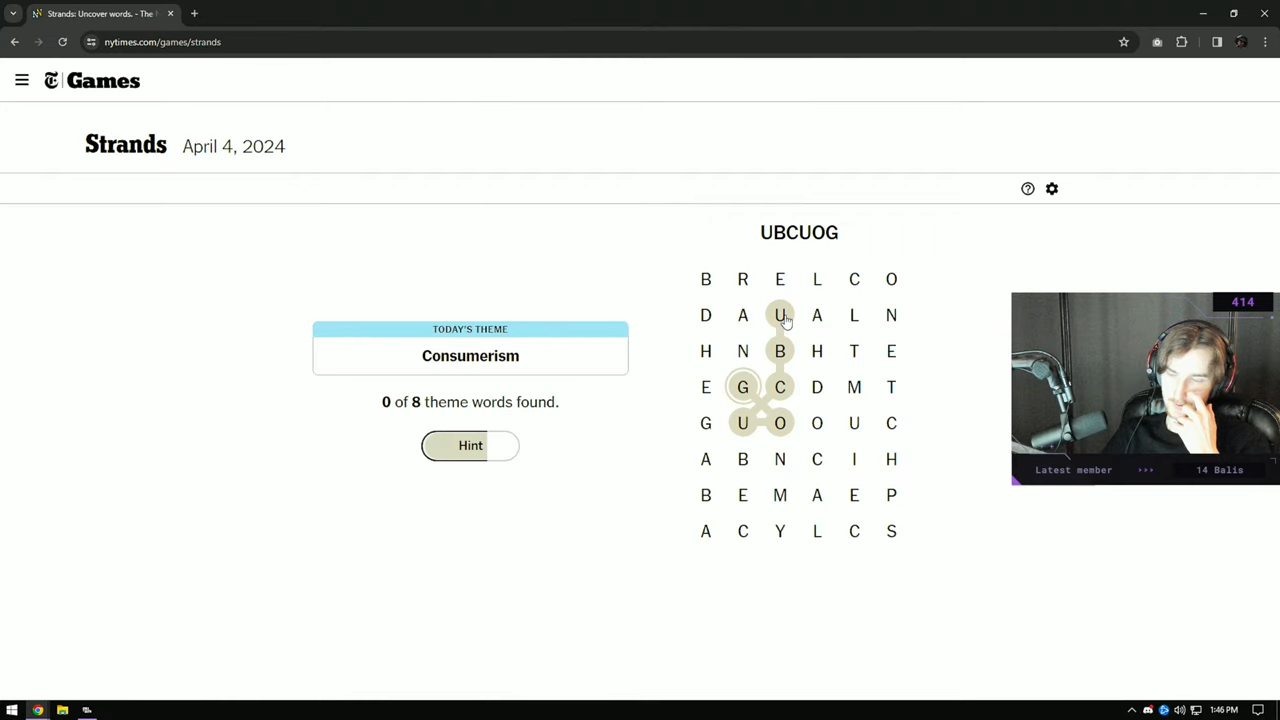 Strands: Uncover words. - The
nytimes.com/games/strands
Games
Strands April 4, 2024
UBCUOG
B R E L C O
D A U A L N
H N B H T E
E G C D M T
G U O O U C
A B N C I H
B E M A E P
A C Y L C S
TODAY'S THEME
Consumerism
0 of 8 theme words found.
Hint
414
Latest member >>> 14 Balis
1:46 PM